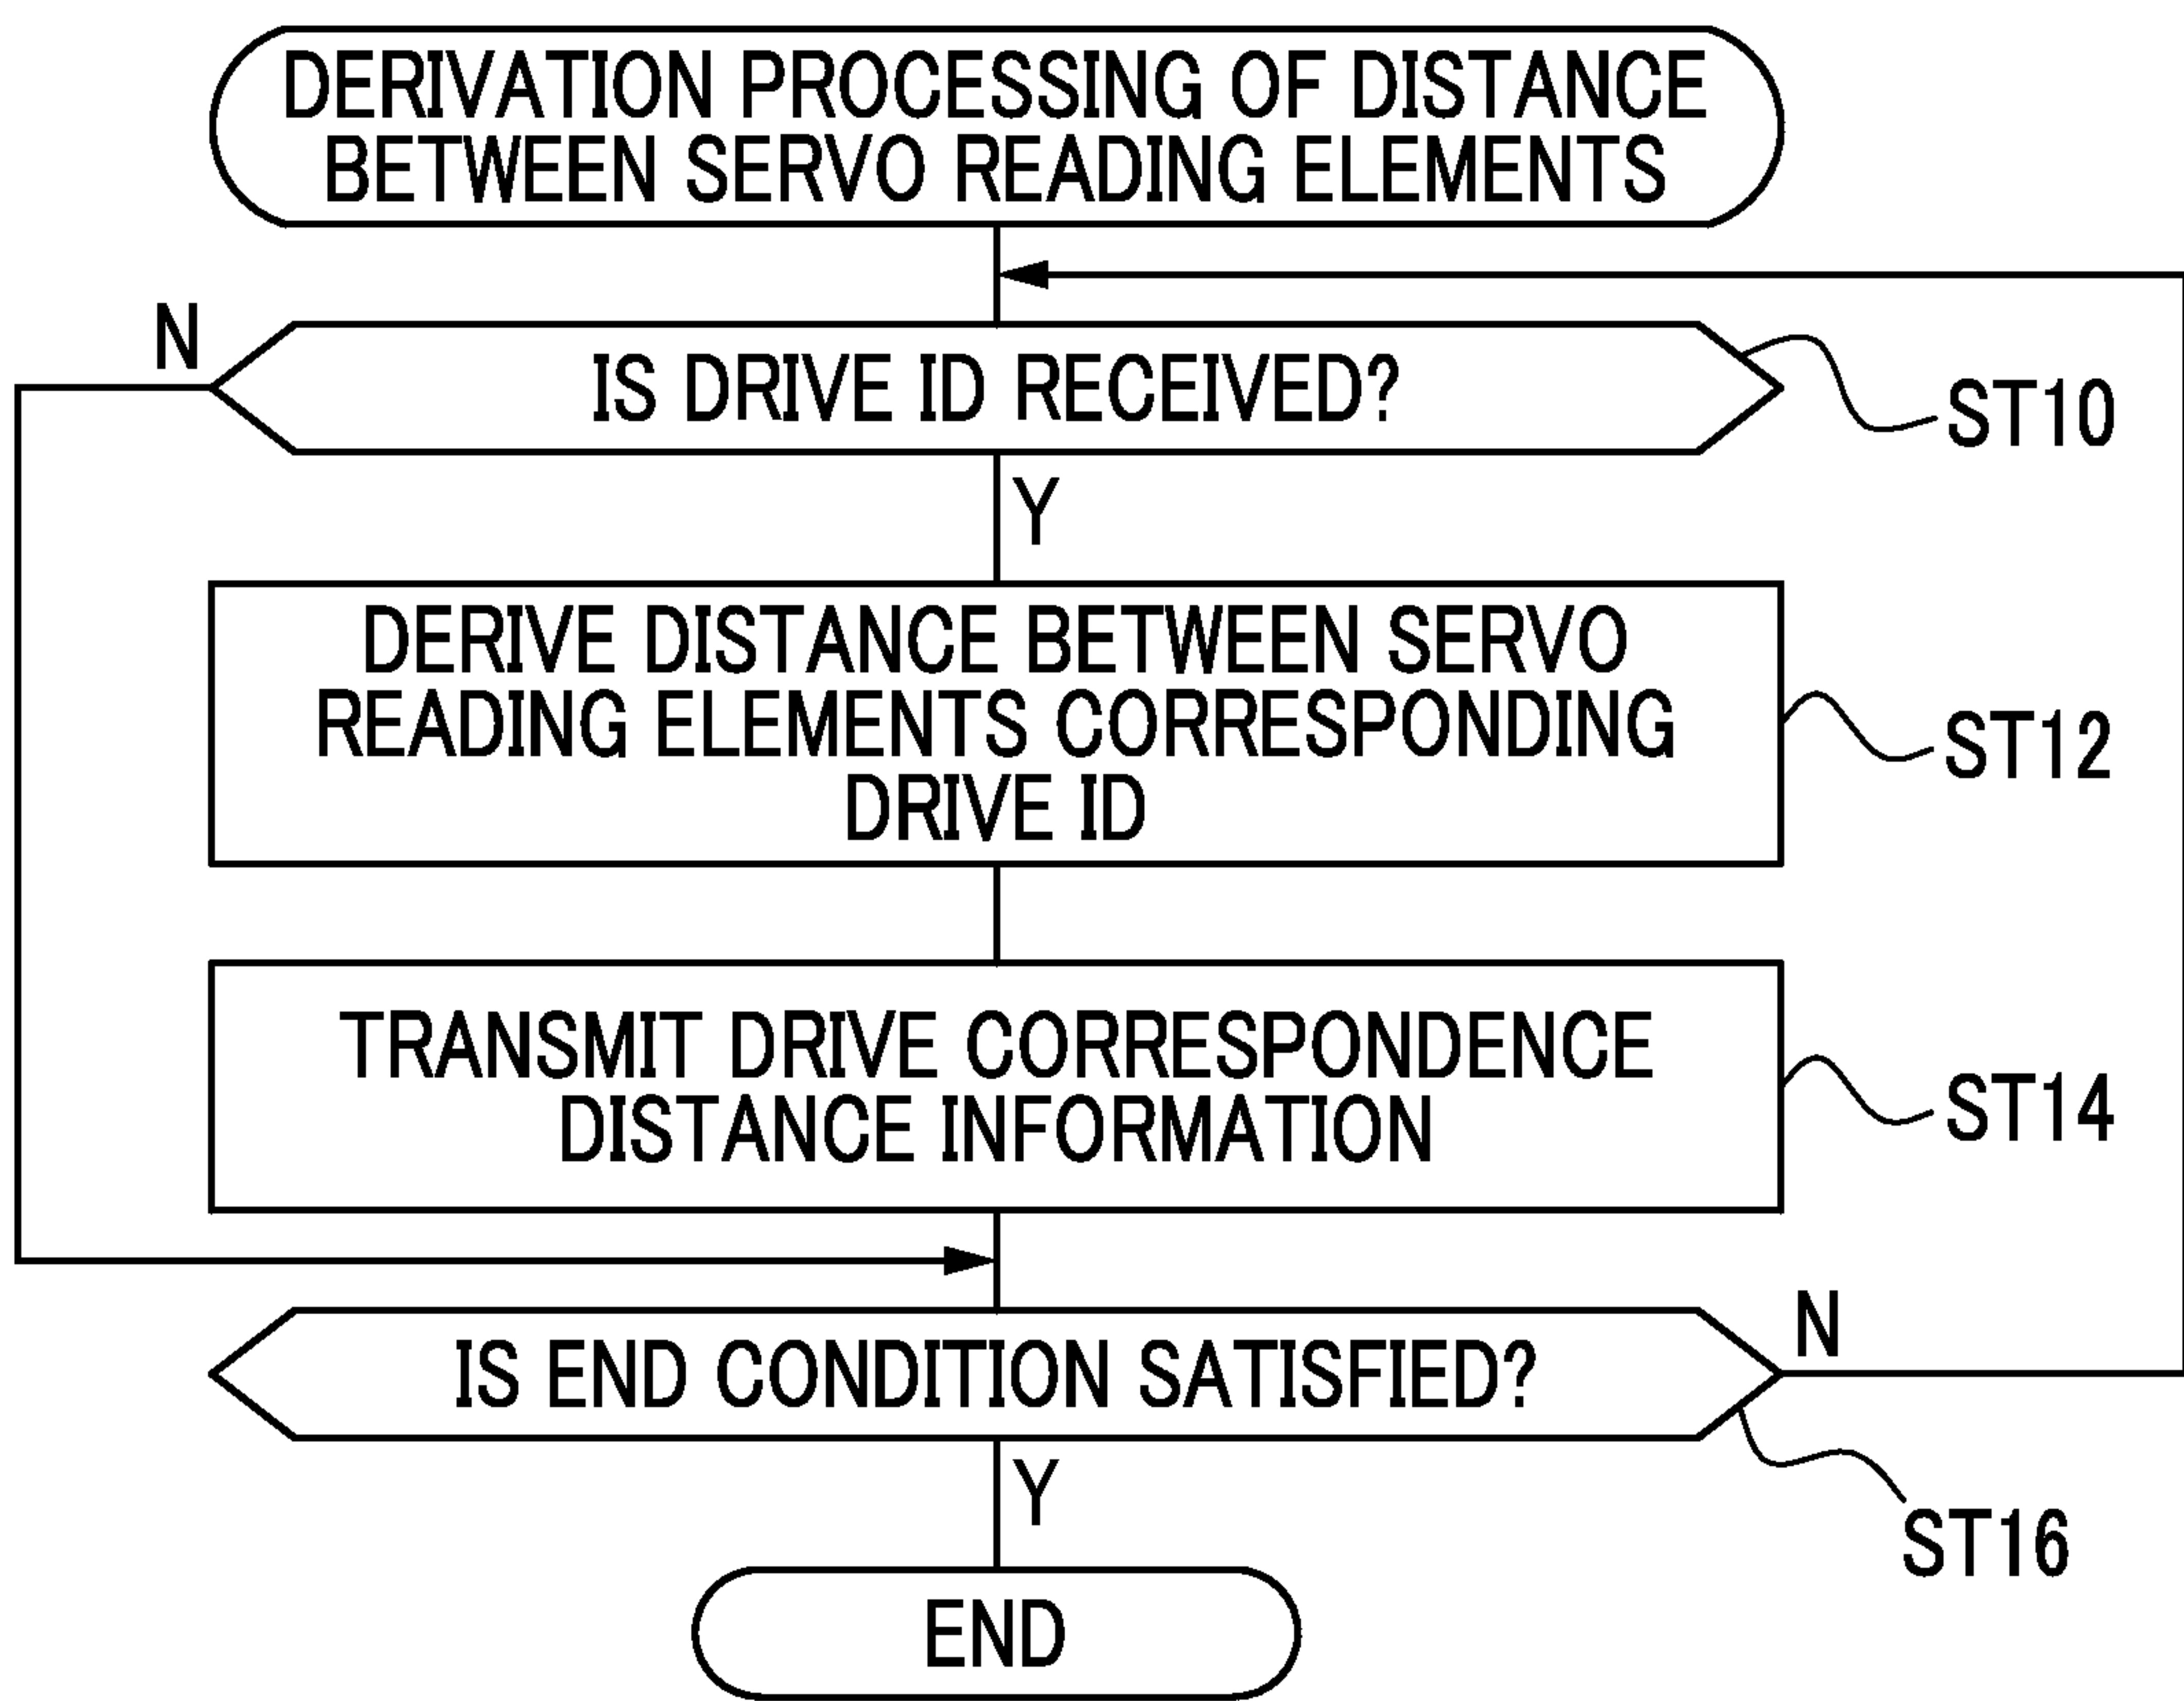 DERIVATION PROCESSING OF DISTANCE
BETWEEN SERVO READING ELEMENTS
N
IS DRIVE ID RECEIVED?
ST10
Y
DERIVE DISTANCE BETWEEN SERVO
READING ELEMENTS CORRESPONDING
DRIVE ID
ST12
TRANSMIT DRIVE CORRESPONDENCE
DISTANCE INFORMATION
ST14
IS END CONDITION SATISFIED?
N
ST16
Y
END